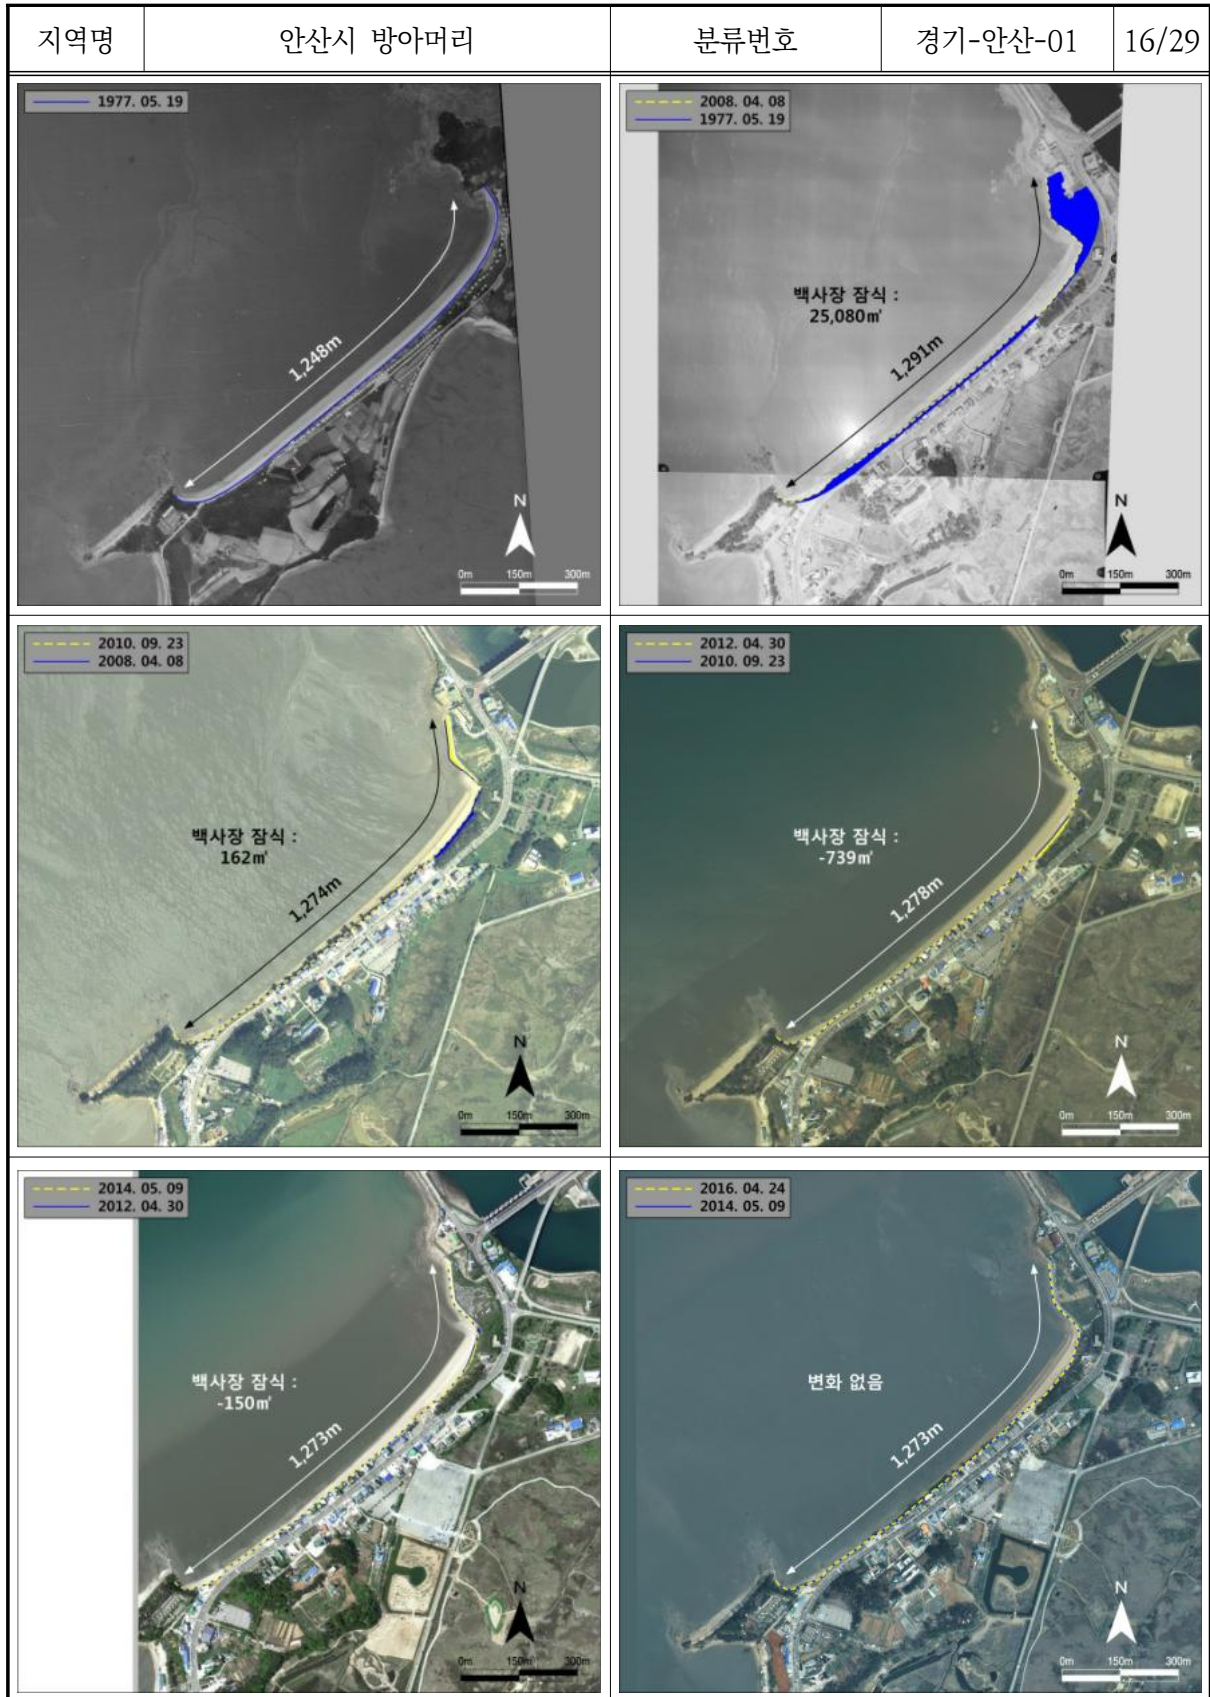 지역명 안산시 방아머리 분류번호 경기-안산-01 16/29
1977. 05. 19
1,248m
N
0m 150m 300m
2008. 04. 08
1977. 05. 19
백사장 잠식 :
25,080㎡
1,291m
N
0m 150m 300m
2010. 09. 23
2008. 04. 08
백사장 잠식 :
162㎡
1,274m
N
0m 150m 300m
2012. 04. 30
2010. 09. 23
백사장 잠식 :
-739㎡
1,278m
N
0m 150m 300m
2014. 05. 09
2012. 04. 30
백사장 잠식 :
-150㎡
1,273m
N
0m 150m 300m
2016. 04. 24
2014. 05. 09
변화 없음
1,273m
N
0m 150m 300m